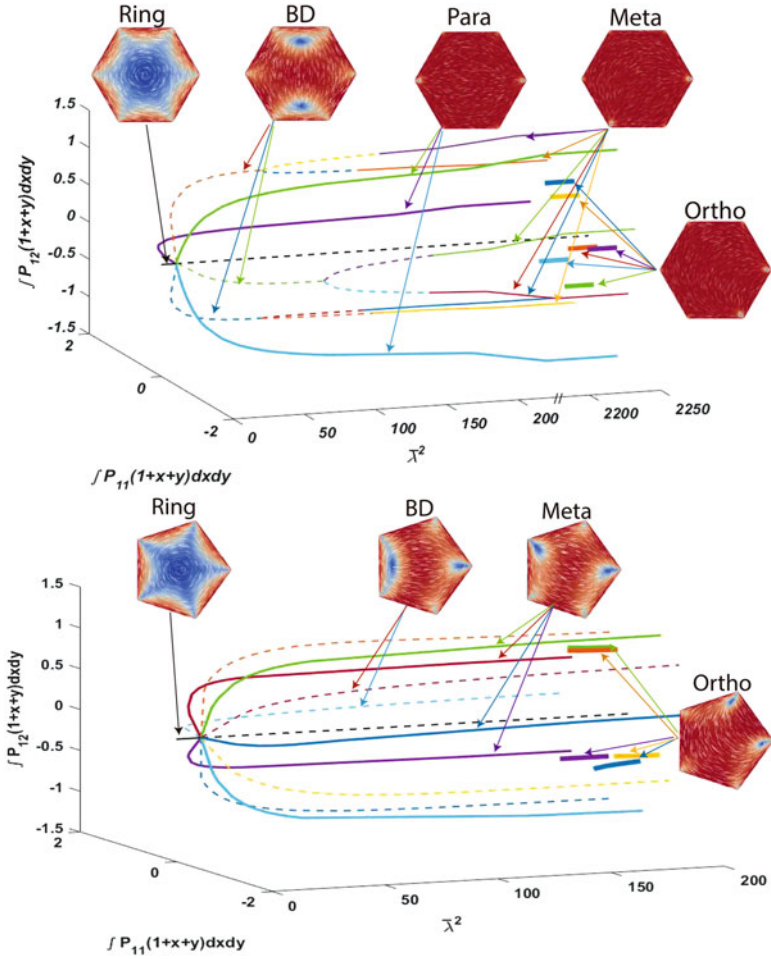 Ring
BD
Para
Meta
Ortho
∫ P₁₂(1+x+y)dxdy
1.5
1
0.5
0
-0.5
-1
-1.5
2
0
-2
0
50
100
150
200
2200
2250
λ̅²
∫ P₁₁(1+x+y)dxdy
Ring
BD
Meta
Ortho
∫ P₁₂(1+x+y)dxdy
1.5
1
0.5
0
-0.5
-1
-1.5
2
0
-2
0
50
100
150
200
λ̅²
∫ P₁₁(1+x+y)dxdy